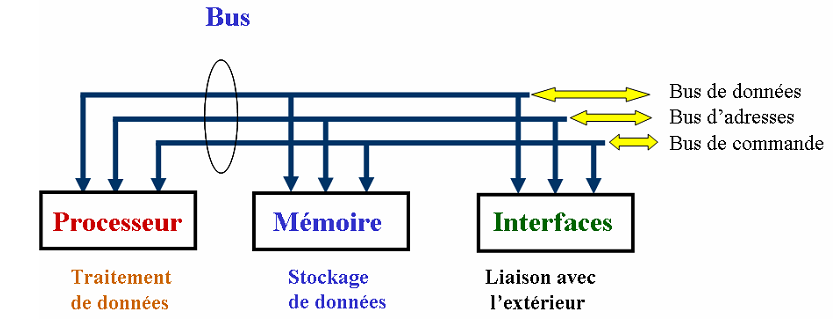 Bus
Bus de données
Bus d'adresses
Bus de commande
Processeur
Mémoire
Interfaces
Traitement
de données
Stockage
de données
Liaison avec
l'extérieur